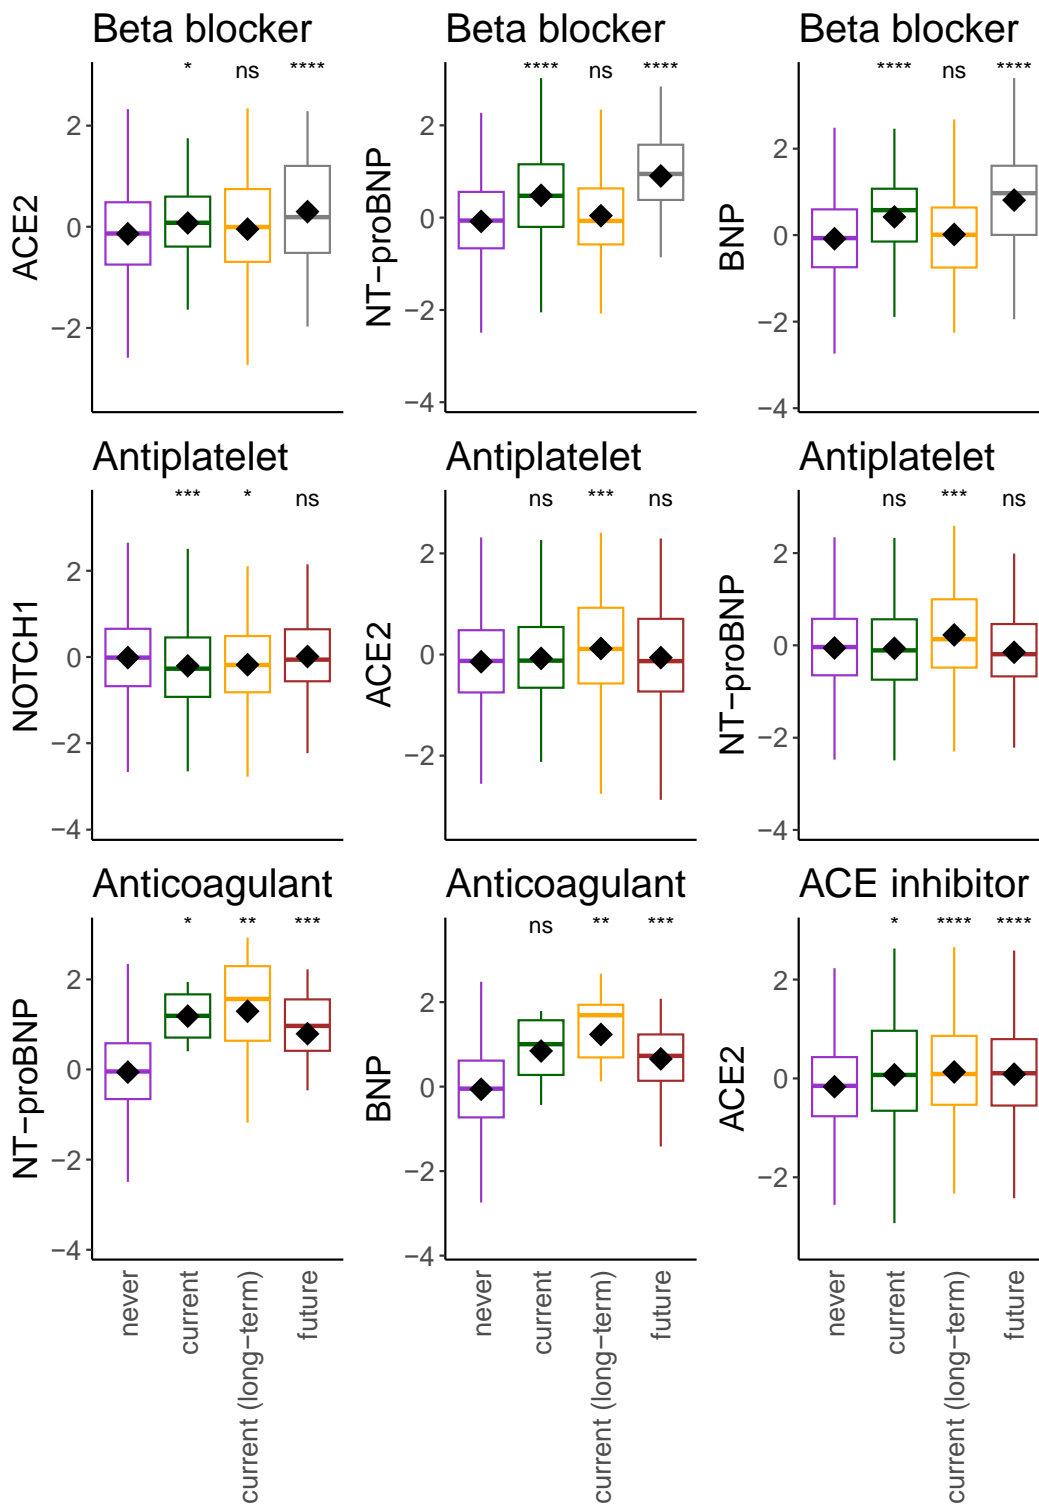 Beta blocker
* ns ****
2
0
−2
ACE2
Beta blocker
**** ns ****
2
0
−2
−4
NT−proBNP
Beta blocker
**** ns ****
2
0
−2
−4
BNP
Antiplatelet
*** * ns
2
0
−2
−4
NOTCH1
Antiplatelet
ns *** ns
2
0
−2
ACE2
Antiplatelet
ns *** ns
2
0
−2
−4
NT−proBNP
Anticoagulant
* ** ***
2
0
−2
−4
NT−proBNP
never
current
current (long−term)
future
Anticoagulant
ns ** ***
2
0
−2
−4
BNP
never
current
current (long−term)
future
ACE inhibitor
* **** ****
2
0
−2
ACE2
never
current
current (long−term)
future